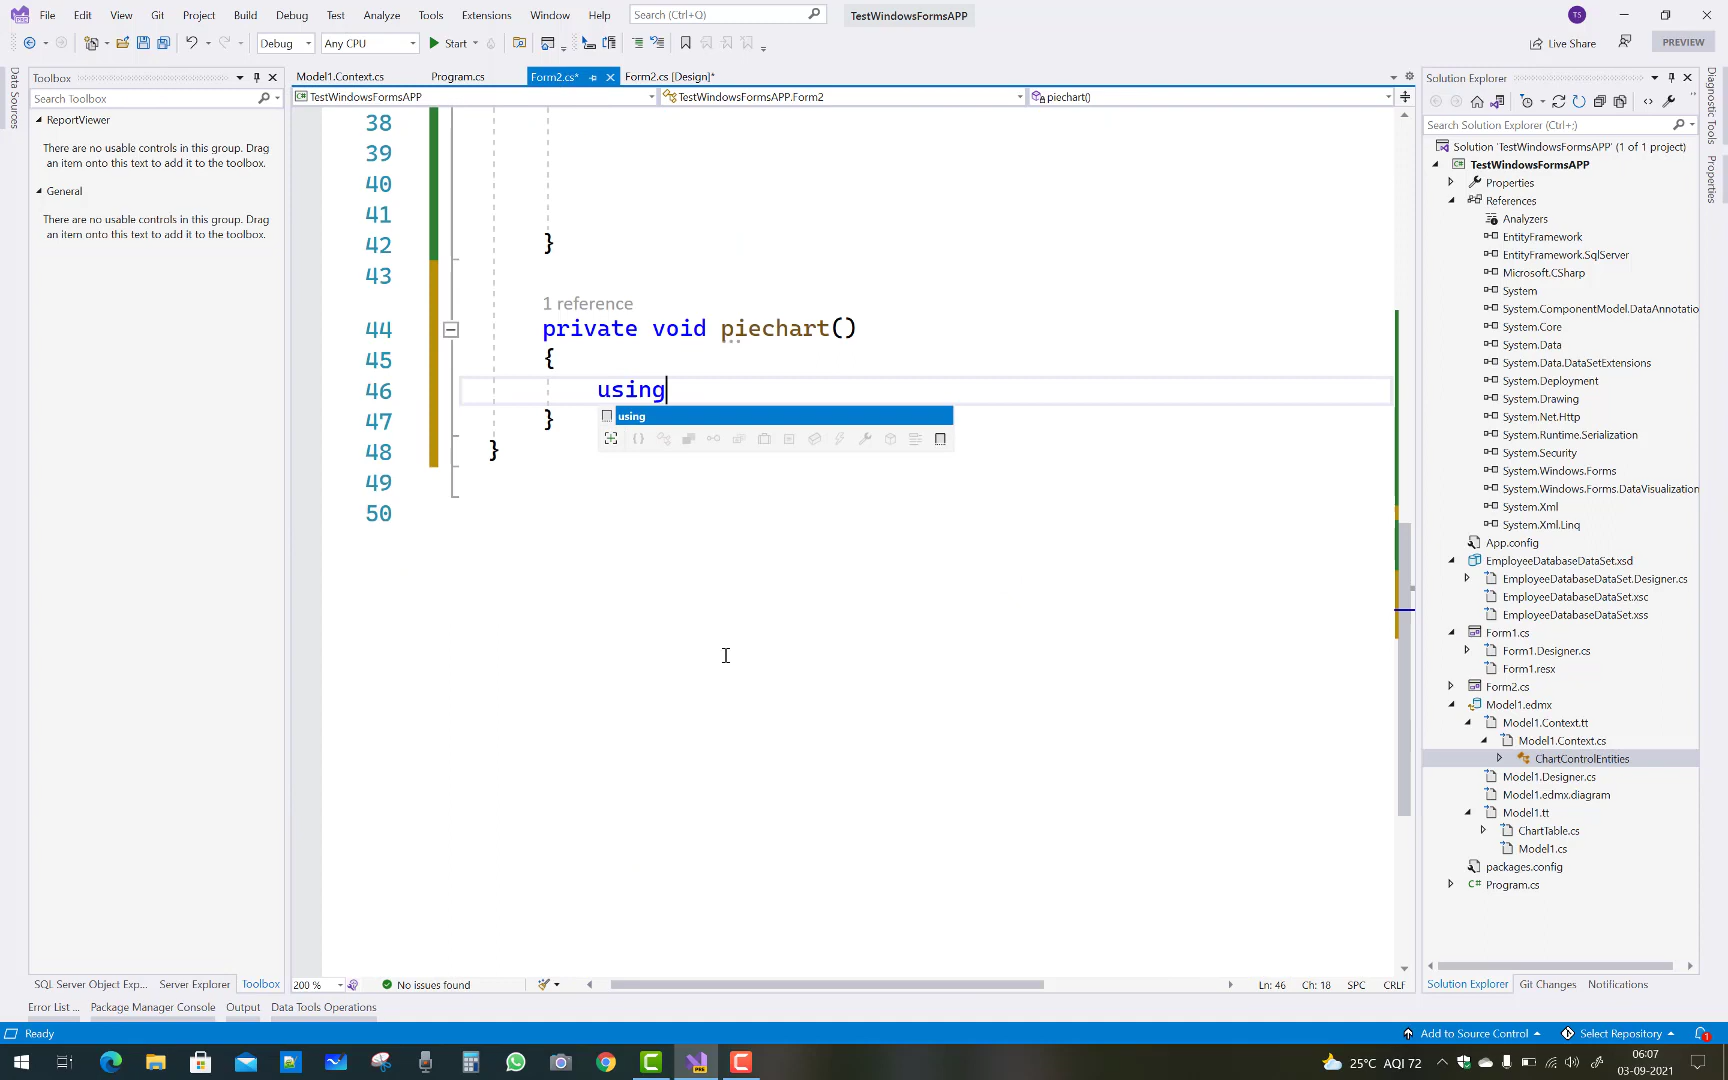 File Edit View Git Project Build Debug Test Analyze Tools Extensions Window Help Search (Ctrl+Q) TestWindowsFormsAPP TS
Debug Any CPU Start Live Share PREVIEW
Data Sources
Toolbox
Search Toolbox
ReportViewer
There are no usable controls in this group. Drag
an item onto this text to add it to the toolbox.
General
There are no usable controls in this group. Drag
an item onto this text to add it to the toolbox.
Model1.Context.cs Program.cs Form2.cs* Form2.cs [Design]*
TestWindowsFormsAPP TestWindowsFormsAPP.Form2 piechart()
38
39
40
41
42 }
43
1 reference
44 private void piechart()
45 {
46 using
using
47 }
48 }
49
50
200 % No issues found Ln: 46 Ch: 18 SPC CRLF
Solution Explorer
Search Solution Explorer (Ctrl+;)
Solution 'TestWindowsFormsAPP' (1 of 1 project)
TestWindowsFormsAPP
Properties
References
Analyzers
EntityFramework
EntityFramework.SqlServer
Microsoft.CSharp
System
System.ComponentModel.DataAnnotatio
System.Core
System.Data
System.Data.DataSetExtensions
System.Deployment
System.Drawing
System.Net.Http
System.Runtime.Serialization
System.Security
System.Windows.Forms
System.Windows.Forms.DataVisualization
System.Xml
System.Xml.Linq
App.config
EmployeeDatabaseDataSet.xsd
EmployeeDatabaseDataSet.Designer.cs
EmployeeDatabaseDataSet.xsc
EmployeeDatabaseDataSet.xss
Form1.cs
Form1.Designer.cs
Form1.resx
Form2.cs
Model1.edmx
Model1.Context.tt
Model1.Context.cs
ChartControlEntities
Model1.Designer.cs
Model1.edmx.diagram
Model1.tt
ChartTable.cs
Model1.cs
packages.config
Program.cs
Diagnostic Tools
Properties
SQL Server Object Exp... Server Explorer Toolbox
Solution Explorer Git Changes Notifications
Error List ... Package Manager Console Output Data Tools Operations
Ready Add to Source Control Select Repository 1
PRE 25°C AQI 72 06:07
03-09-2021